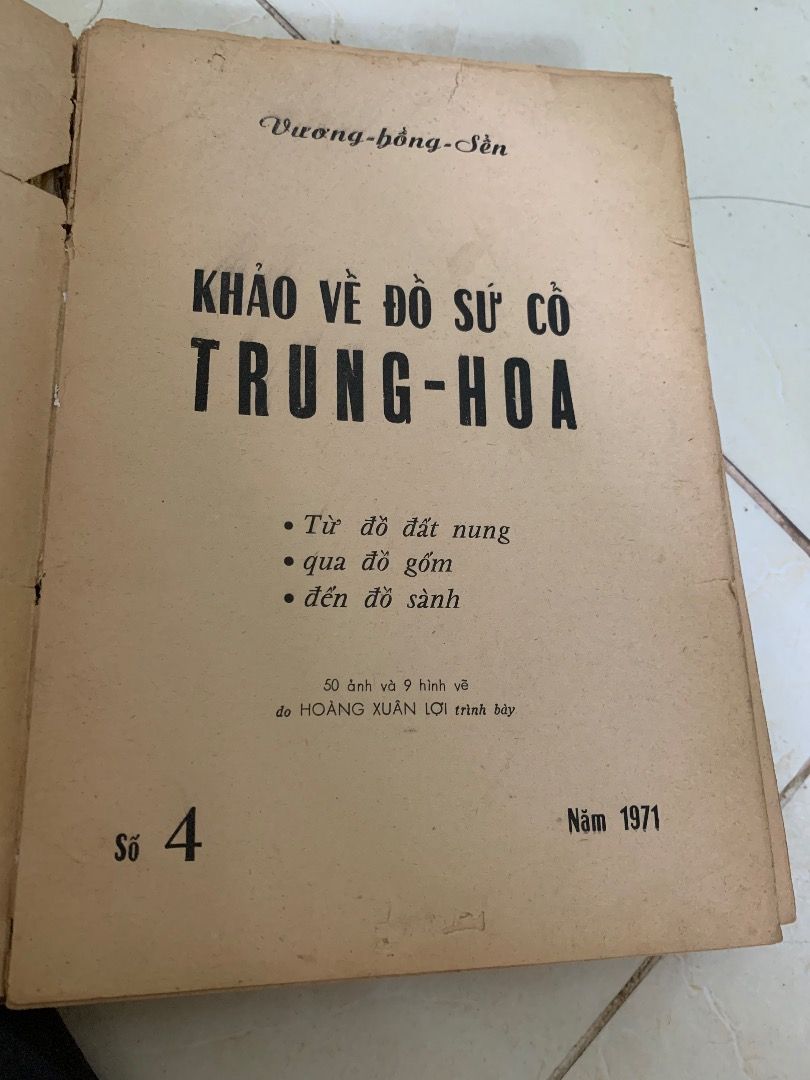 Vương-hồng-Sển
KHẢO VỀ ĐỒ SỨ CỔ
TRUNG-HOA
• Từ đồ đất nung
• qua đồ gốm
• đến đồ sành
50 ảnh và 9 hình vẽ
do HOÀNG XUÂN LỢI trình bày
Số 4
Năm 1971